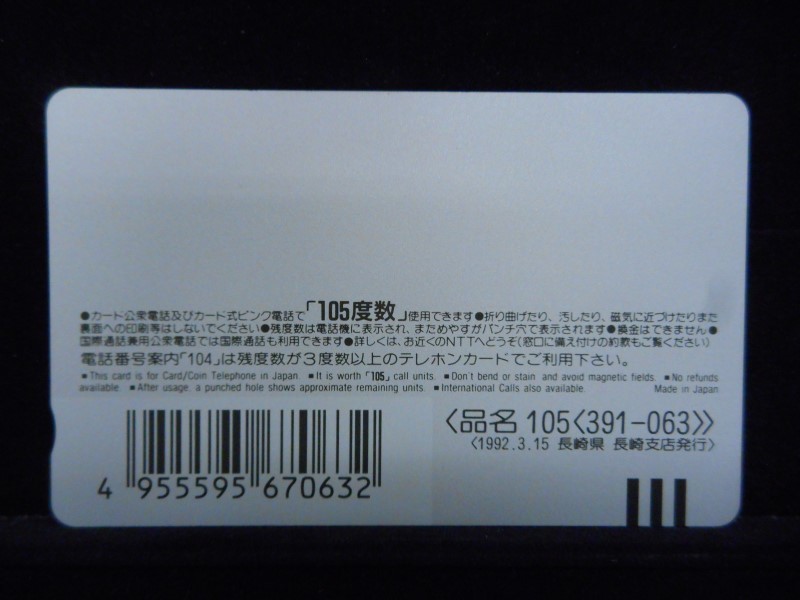 ●カード公衆電話及びカード式ピンク電話で「105度数」使用できます●折り曲げたり、汚したり、磁気に近づけたりまた
裏面への印刷等はしないでください●残度数は電話機に表示され、まためやすがパンチ穴で表示されます●換金はできません●
国際通話兼用公衆電話では国際通話も利用できます●詳しくは、お近くのNTTへどうぞ(窓口に備え付けの約款もご覧ください)
電話番号案内「104」は残度数が3度数以上のテレホンカードでご利用下さい。
■This card is for Card/Coin Telephone in Japan ■It is worth「105」call units. ■Don't bend or stain and avoid magnetic fields. ■No refunds
available. ■After usage, a punched hole shows approximate remaining units. ■International Calls also available. Made in Japan
〈品名 105〈391-063〉〉
〈1992.3.15 長崎県 長崎支店発行〉
4 955595 670632